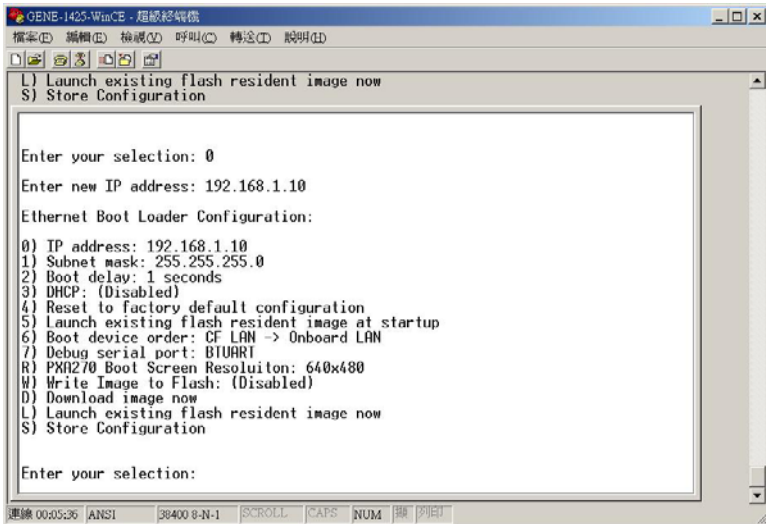 GENE-1425-WinCE - 超級終端機
檔案(F) 編輯(E) 檢視(V) 呼叫(C) 轉送(T) 說明(H)
L) Launch existing flash resident image now
S) Store Configuration
Enter your selection: 0
Enter new IP address: 192.168.1.10
Ethernet Boot Loader Configuration:
0) IP address: 192.168.1.10
1) Subnet mask: 255.255.255.0
2) Boot delay: 1 seconds
3) DHCP: (Disabled)
4) Reset to factory default configuration
5) Launch existing flash resident image at startup
6) Boot device order: CF LAN -> Onboard LAN
7) Debug serial port: BTUART
R) PXA270 Boot Screen Resoluiton: 640x480
W) Write Image to Flash: (Disabled)
D) Download image now
L) Launch existing flash resident image now
S) Store Configuration
Enter your selection:
連線 00:05:36 ANSI 38400 8-N-1 SCROLL CAPS NUM 擷 列印